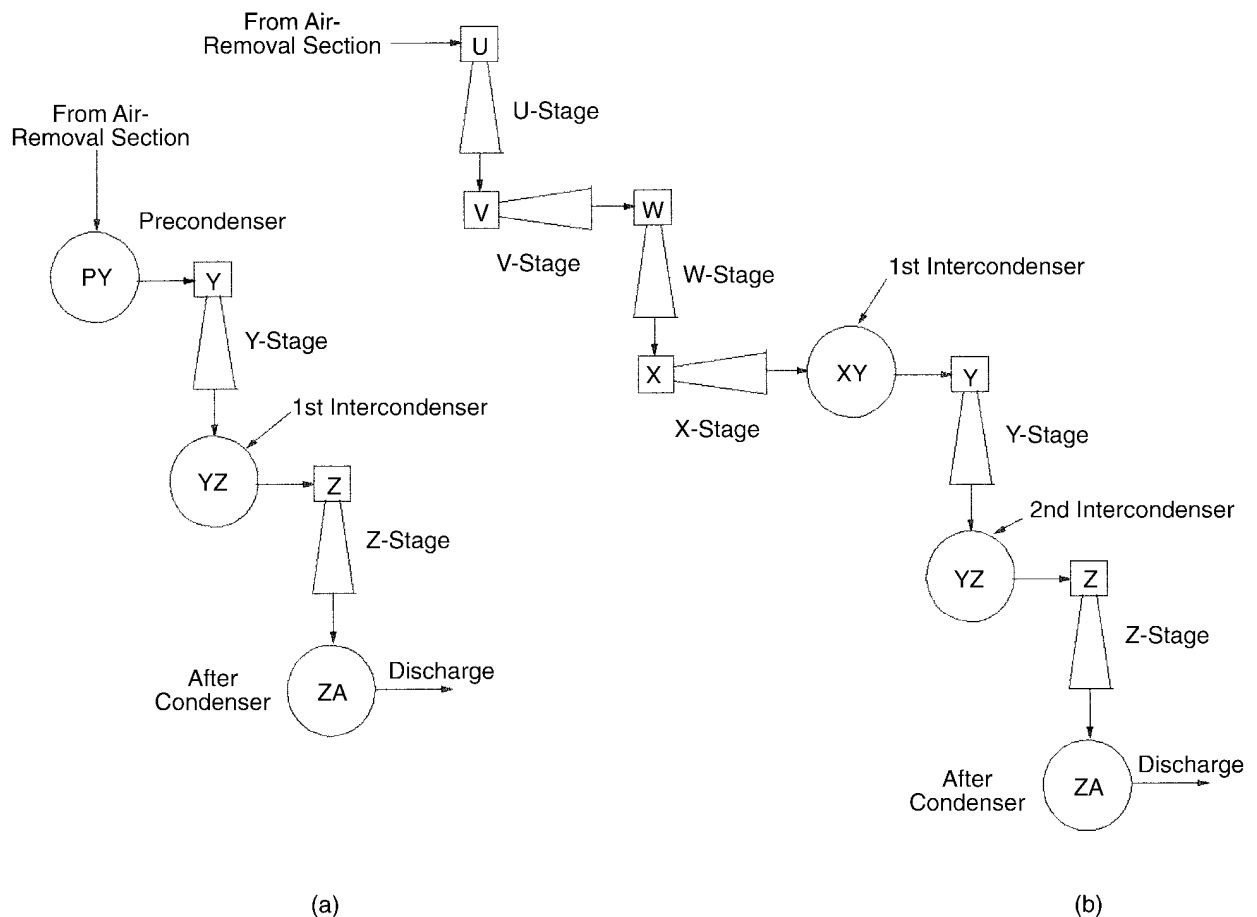 From Air-
Removal Section
U
U-Stage
V
V-Stage
W
W-Stage
X
X-Stage
1st Intercondenser
XY
Y
Y-Stage
2nd Intercondenser
YZ
Z
Z-Stage
After
Condenser
ZA
Discharge
(b)
From Air-
Removal Section
Precondenser
PY
Y
Y-Stage
1st Intercondenser
YZ
Z
Z-Stage
After
Condenser
ZA
Discharge
(a)